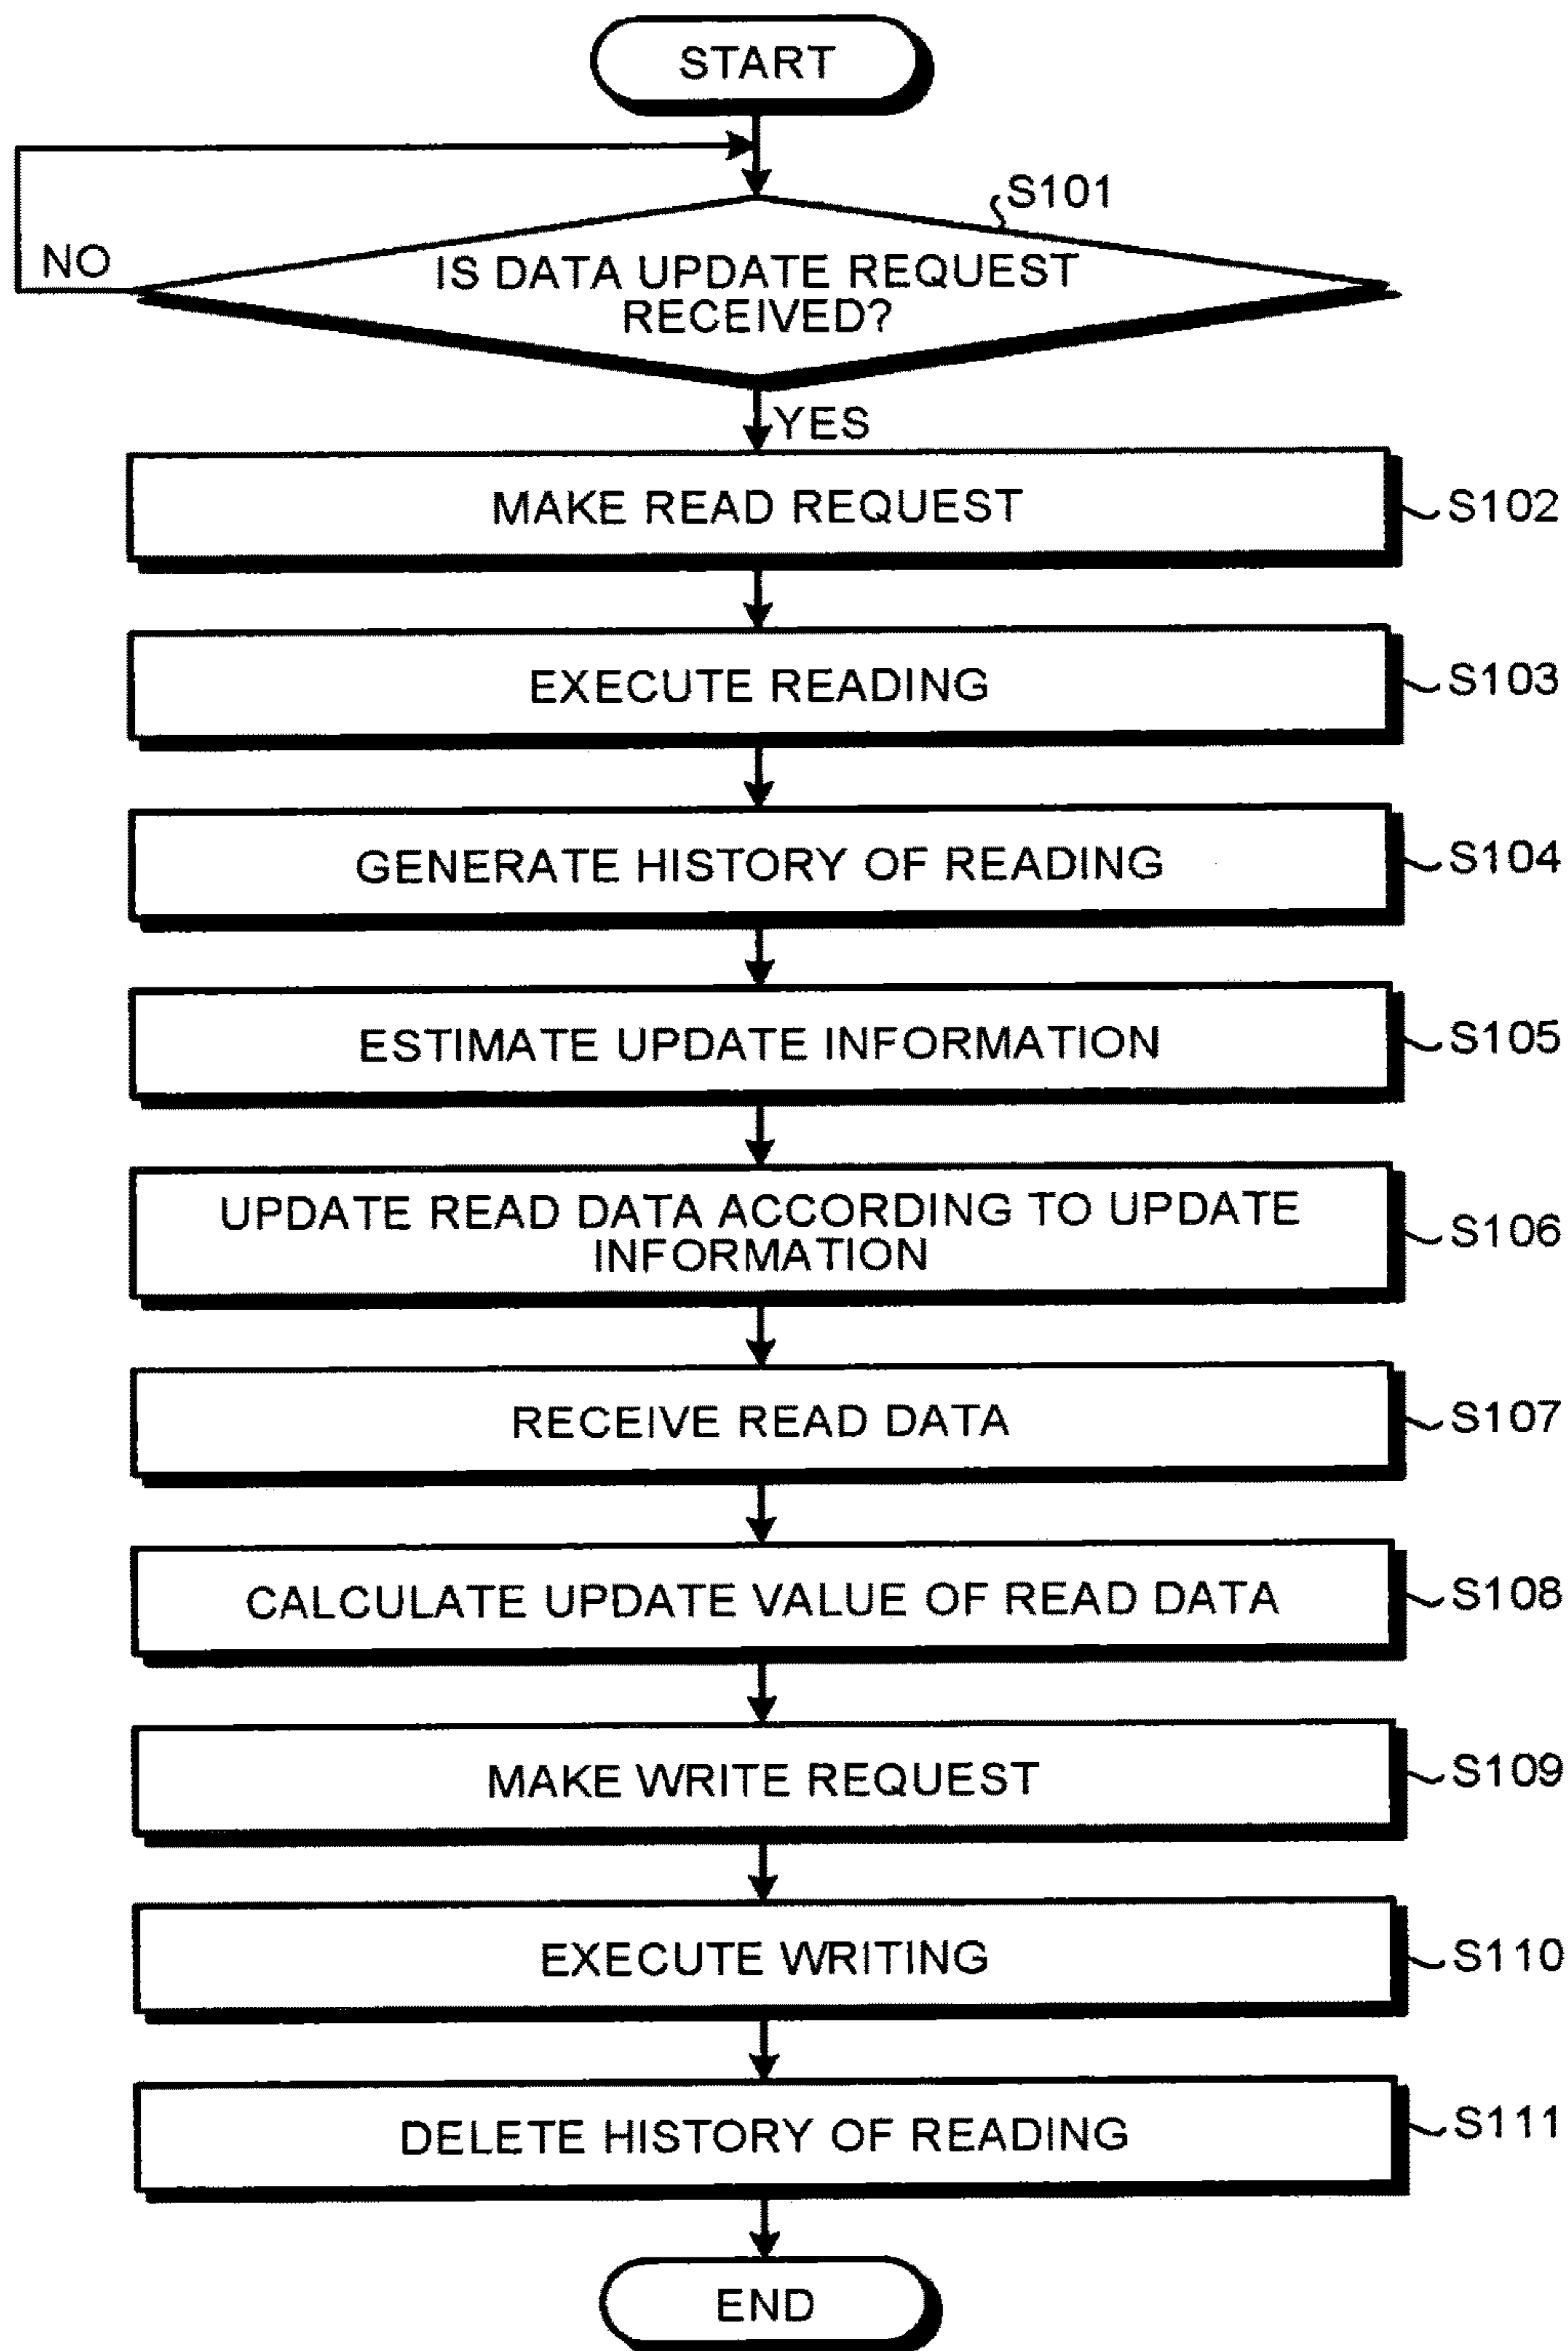 START
S101
NO
IS DATA UPDATE REQUEST
RECEIVED?
YES
MAKE READ REQUEST
S102
EXECUTE READING
S103
GENERATE HISTORY OF READING
S104
ESTIMATE UPDATE INFORMATION
S105
UPDATE READ DATA ACCORDING TO UPDATE
INFORMATION
S106
RECEIVE READ DATA
S107
CALCULATE UPDATE VALUE OF READ DATA
S108
MAKE WRITE REQUEST
S109
EXECUTE WRITING
S110
DELETE HISTORY OF READING
S111
END